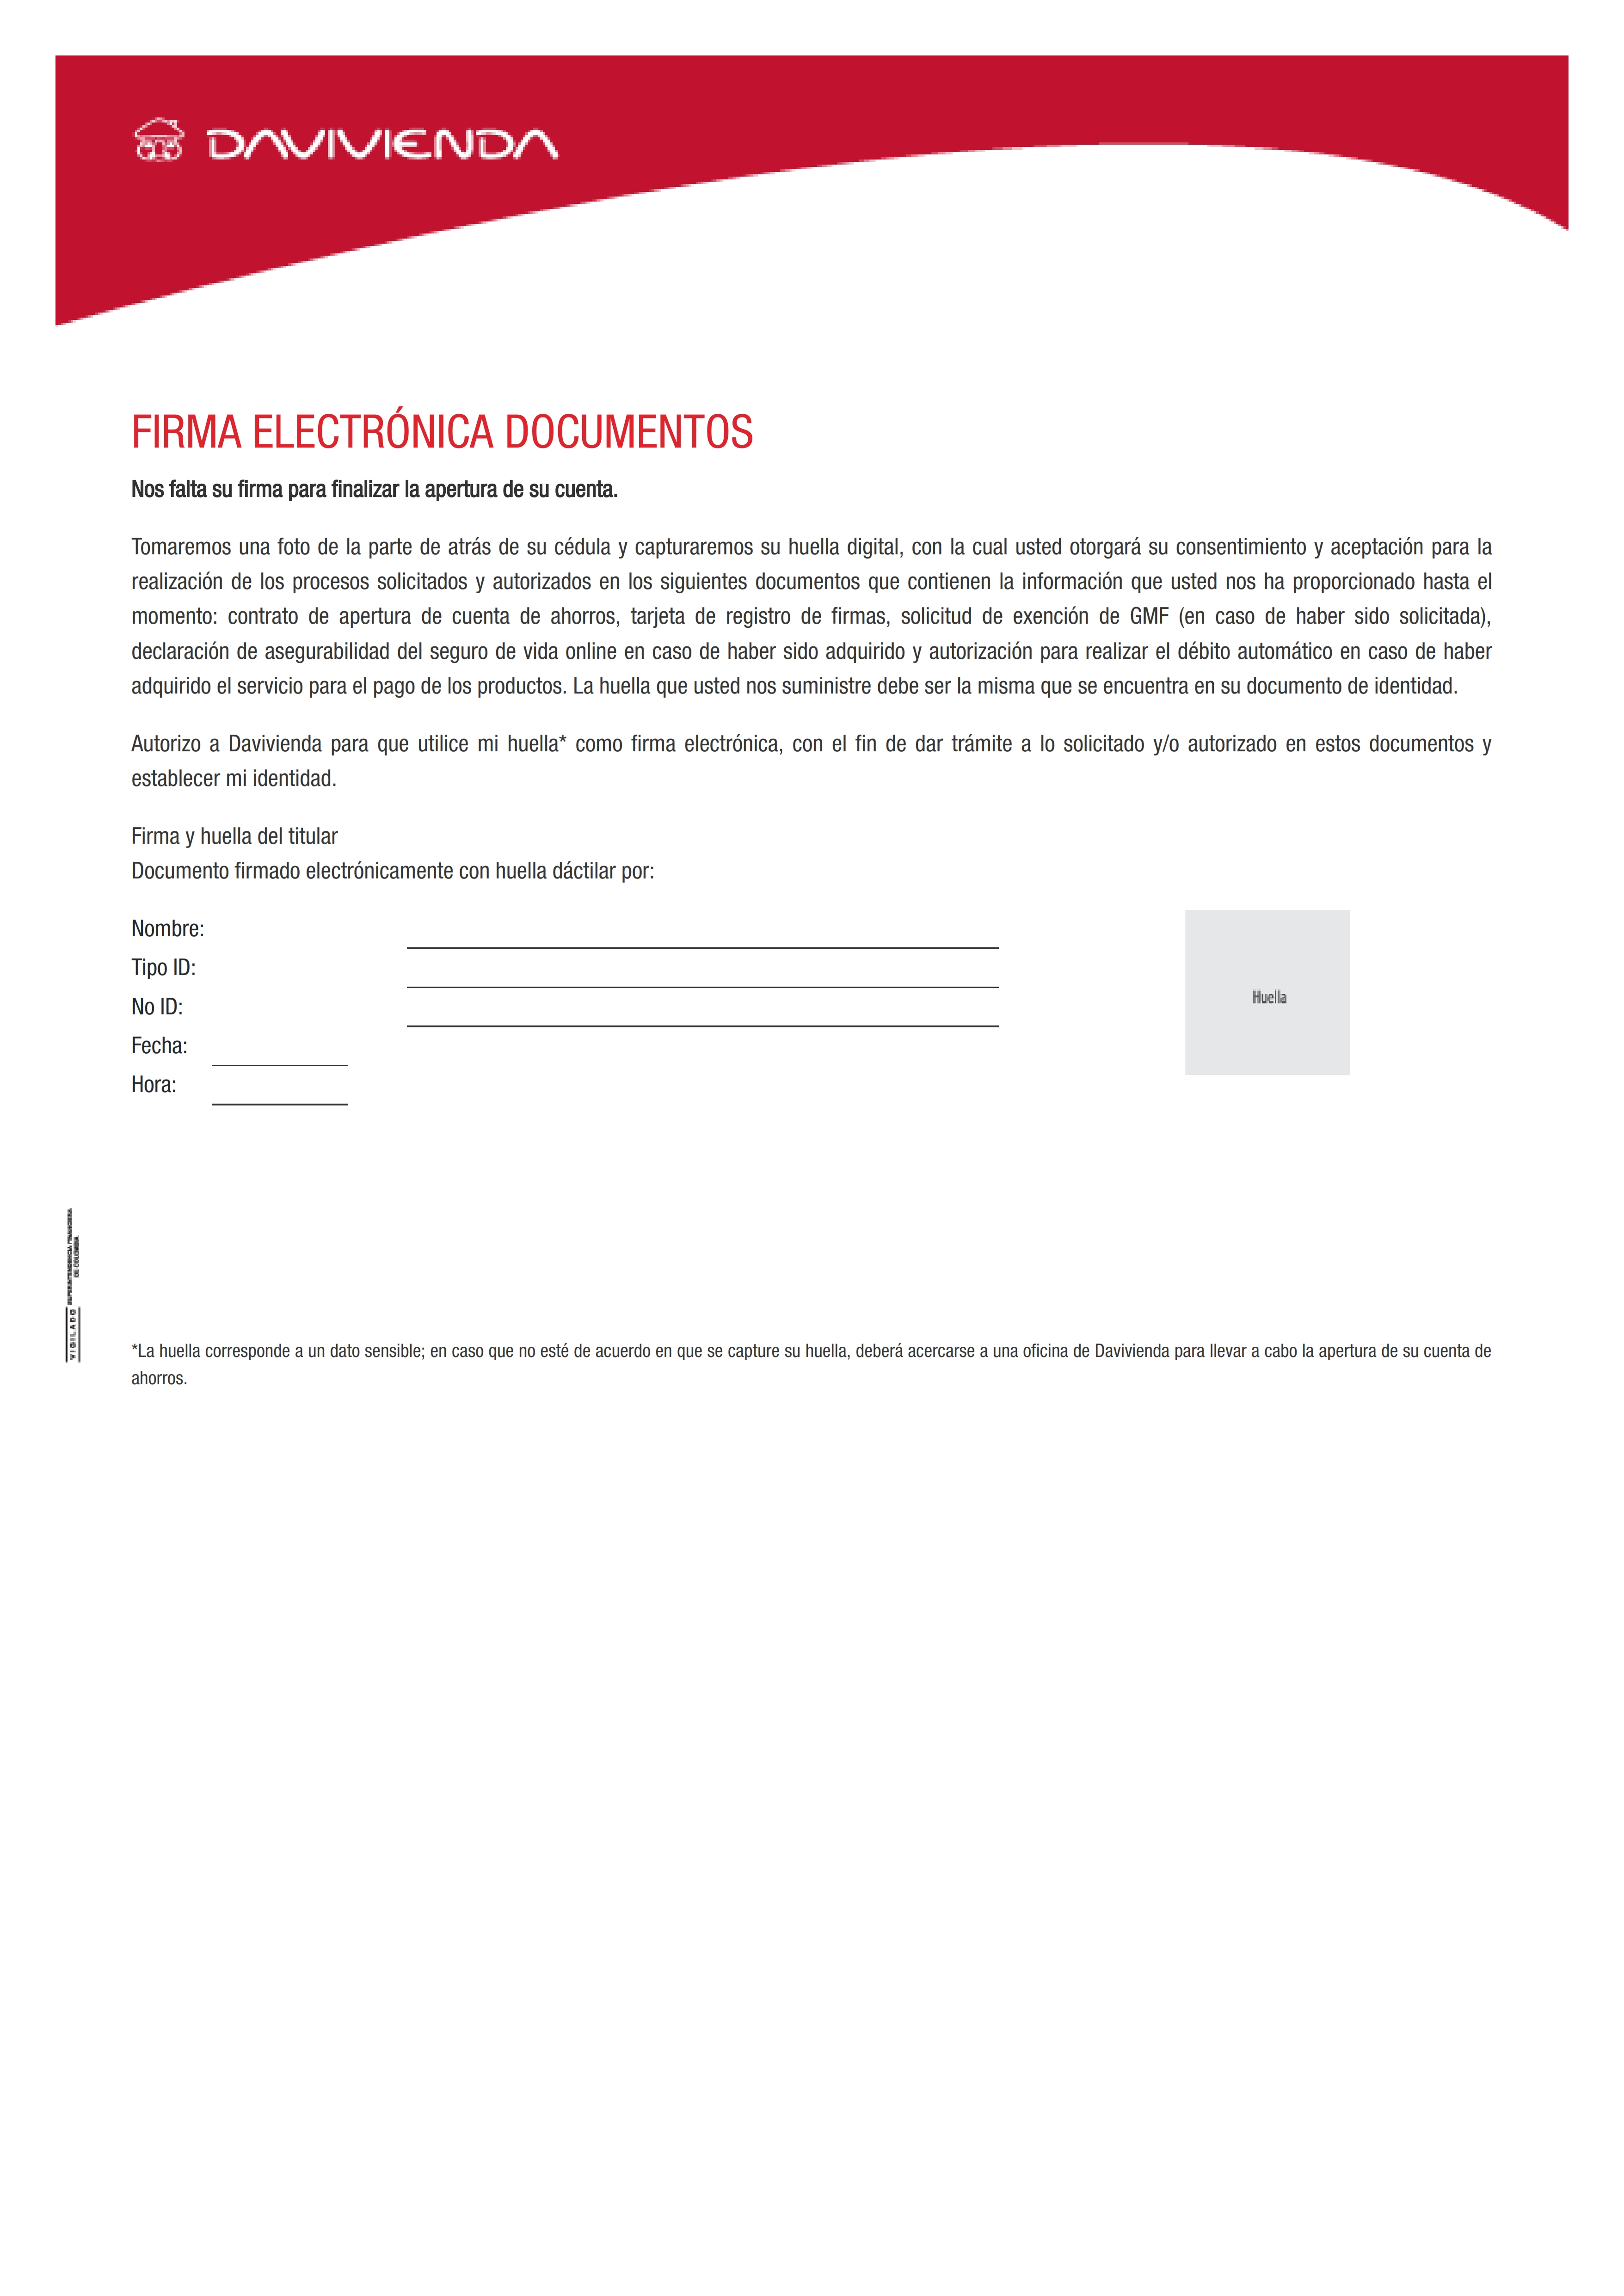 DAVIVIENDA
FIRMA ELECTRÓNICA DOCUMENTOS
Nos falta su firma para finalizar la apertura de su cuenta.
Tomaremos una foto de la parte de atrás de su cédula y capturaremos su huella digital, con la cual usted otorgará su consentimiento y aceptación para la
realización de los procesos solicitados y autorizados en los siguientes documentos que contienen la información que usted nos ha proporcionado hasta el
momento: contrato de apertura de cuenta de ahorros, tarjeta de registro de firmas, solicitud de exención de GMF (en caso de haber sido solicitada),
declaración de asegurabilidad del seguro de vida online en caso de haber sido adquirido y autorización para realizar el débito automático en caso de haber
adquirido el servicio para el pago de los productos. La huella que usted nos suministre debe ser la misma que se encuentra en su documento de identidad.
Autorizo a Davivienda para que utilice mi huella* como firma electrónica, con el fin de dar trámite a lo solicitado y/o autorizado en estos documentos y
establecer mi identidad.
Firma y huella del titular
Documento firmado electrónicamente con huella dáctilar por:
Nombre:
Tipo ID:
No ID:
Fecha:
Hora:
Huella
VIGILADO SUPERINTENDENCIA FINANCIERA
DE COLOMBIA
*La huella corresponde a un dato sensible; en caso que no esté de acuerdo en que se capture su huella, deberá acercarse a una oficina de Davivienda para llevar a cabo la apertura de su cuenta de
ahorros.